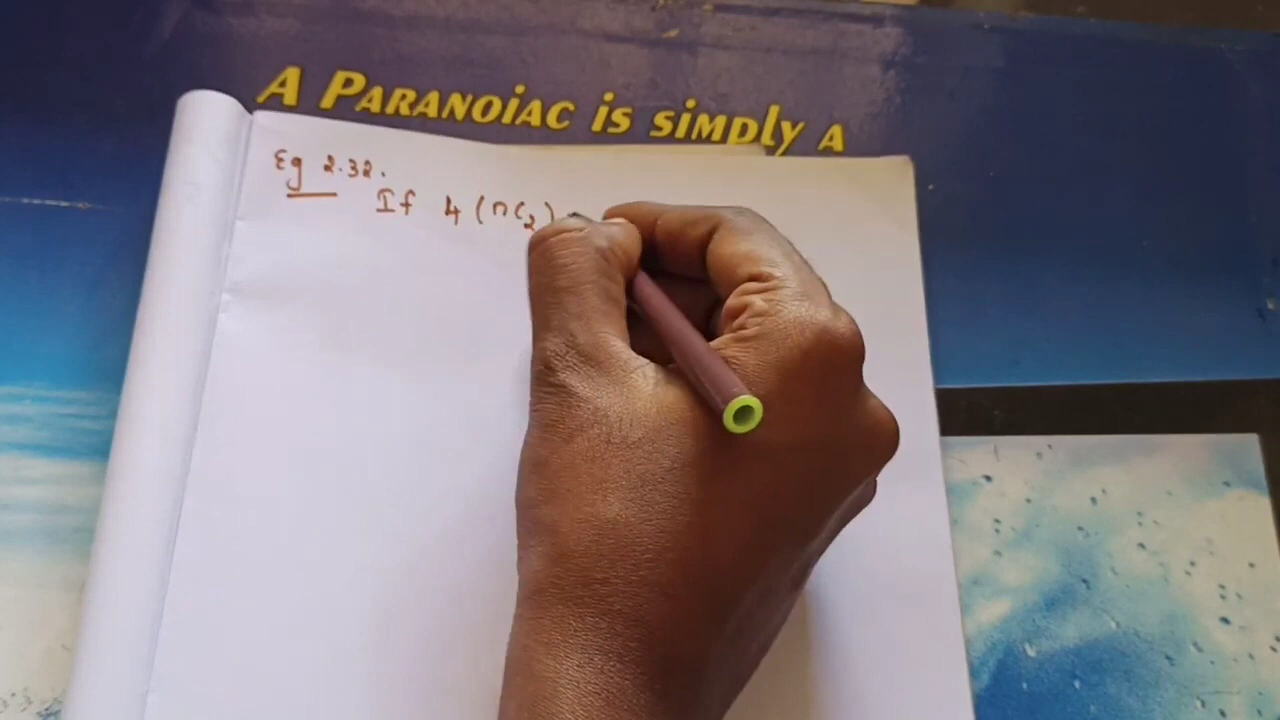 A PARANOiAC iS SiMPLY A
Eg 2.32.
If 4 (nC₂)